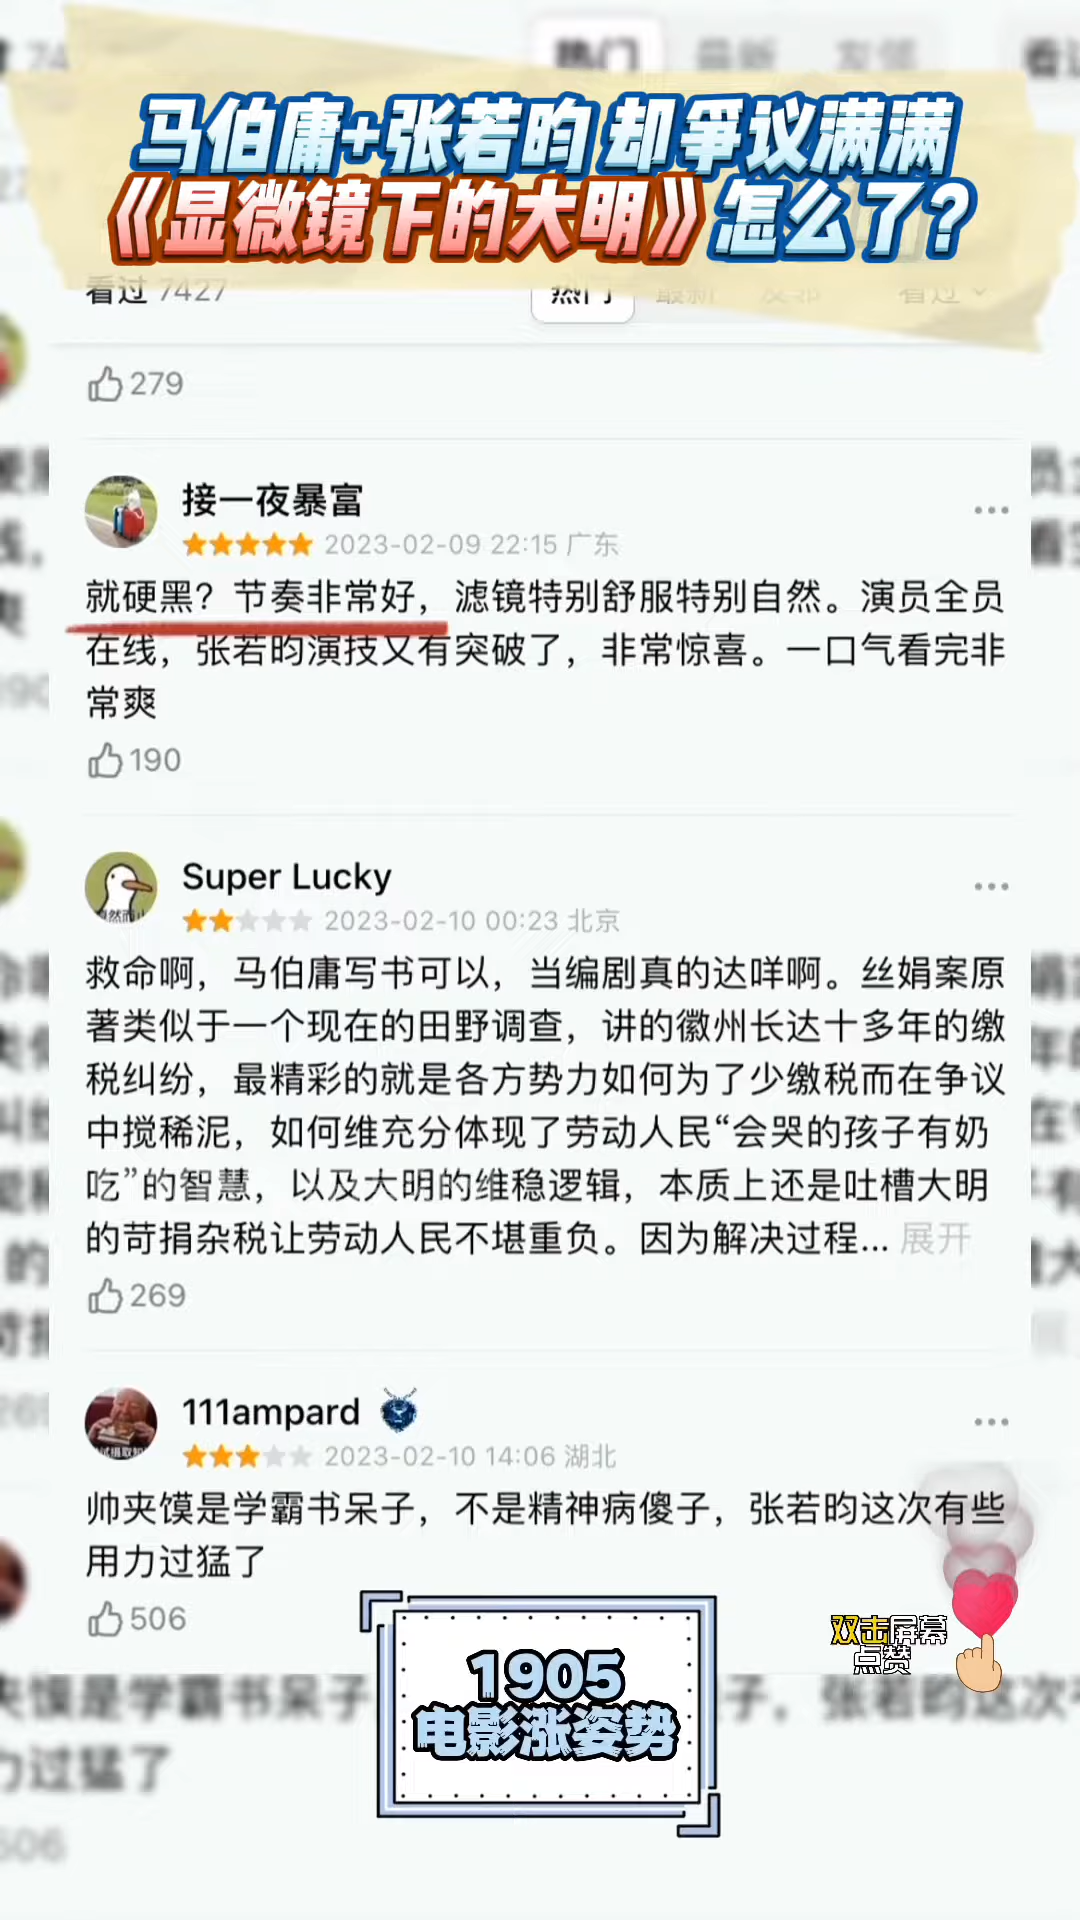 马伯庸+张若昀 却争议满满
《显微镜下的大明》怎么了?
看过 7427
热门 最新 友邻 看过
279
接一夜暴富
2023-02-09 22:15 广东
就硬黑？节奏非常好，滤镜特别舒服特别自然。演员全员
在线，张若昀演技又有突破了，非常惊喜。一口气看完非
常爽
190
Super Lucky
2023-02-10 00:23 北京
救命啊，马伯庸写书可以，当编剧真的达咩啊。丝娟案原
著类似于一个现在的田野调查，讲的徽州长达十多年的缴
税纠纷，最精彩的就是各方势力如何为了少缴税而在争议
中搅稀泥，如何维充分体现了劳动人民“会哭的孩子有奶
吃”的智慧，以及大明的维稳逻辑，本质上还是吐槽大明
的苛捐杂税让劳动人民不堪重负。因为解决过程... 展开
269
111ampard
2023-02-10 14:06 湖北
帅夹馍是学霸书呆子，不是精神病傻子，张若昀这次有些
用力过猛了
506
双击屏幕
点赞
1905
电影涨姿势